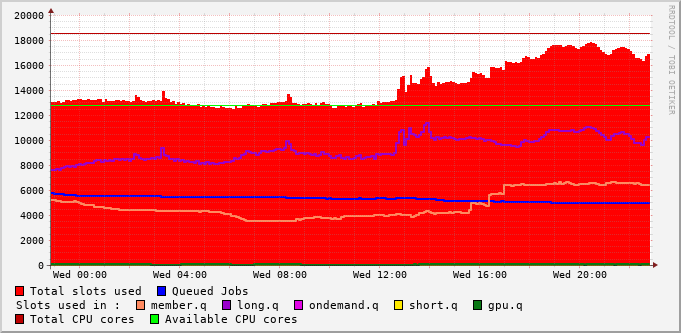 20000
18000
16000
14000
12000
10000
8000
6000
4000
2000
0
Wed 00:00 Wed 04:00 Wed 08:00 Wed 12:00 Wed 16:00 Wed 20:00
RRDTOOL / TOBI OETIKER
Total slots used Queued Jobs
Slots used in : member.q long.q ondemand.q short.q gpu.q
Total CPU cores Available CPU cores